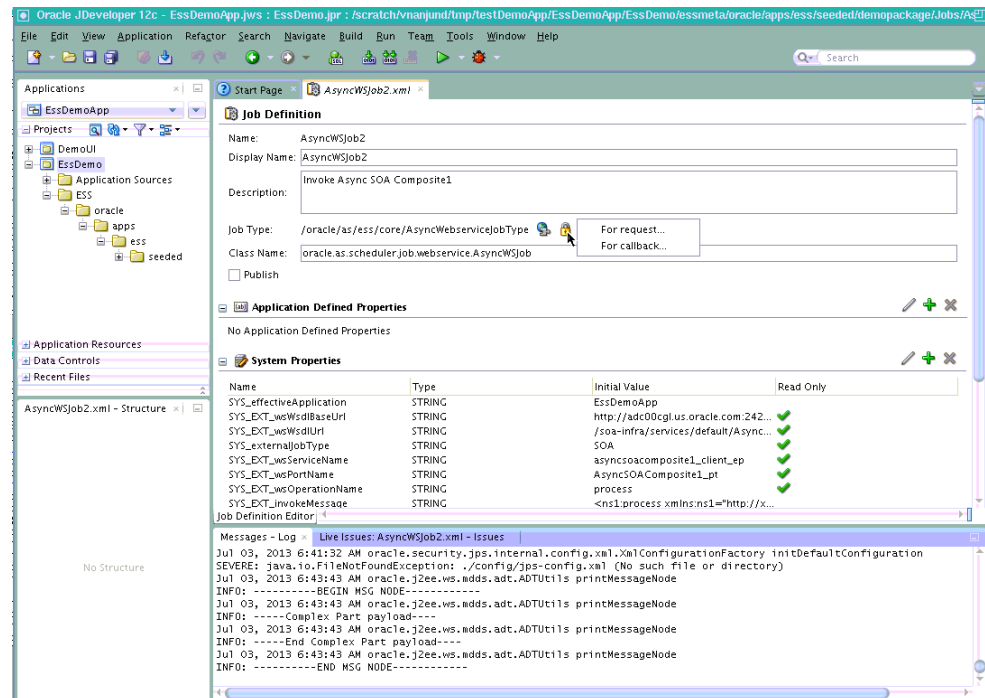 Oracle JDeveloper 12c - EssDemoApp.jws : EssDemo.jpr : /scratch/vnanjund/tmp/testDemoApp/EssDemoApp/EssDemo/essmeta/oracle/apps/ess/seeded/demopackage/Jobs/As
File Edit View Application Refactor Search Navigate Build Run Team Tools Window Help
Search
Applications
EssDemoApp
Projects
DemoUI
EssDemo
Application Sources
ESS
oracle
apps
ess
seeded
Application Resources
Data Controls
Recent Files
AsyncWSJob2.xml - Structure
No Structure
Start Page
AsyncWSJob2.xml
Job Definition
Name: AsyncWSJob2
Display Name: AsyncWSJob2
Description: Invoke Async SOA Composite1
Job Type: /oracle/as/ess/core/AsyncWebserviceJobType
For request...
For callback...
Class Name: oracle.as.scheduler.job.webservice.AsyncWSJob
Publish
Application Defined Properties
No Application Defined Properties
System Properties
Name Type Initial Value Read Only
SYS_effectiveApplication STRING EssDemoApp
SYS_EXT_wsWsdlBaseUrl STRING http://adc00cgl.us.oracle.com:242...
SYS_EXT_wsWsdlUrl STRING /soa-infra/services/default/Async...
SYS_externalJobType STRING SOA
SYS_EXT_wsServiceName STRING asyncsoacomposite1_client_ep
SYS_EXT_wsPortName STRING AsyncSOAComposite1_pt
SYS_EXT_wsOperationName STRING process
SYS_EXT_invokeMessage STRING <ns1:process xmlns:ns1="http://x...
Job Definition Editor
Messages - Log Live Issues: AsyncWSJob2.xml - Issues
Jul 03, 2013 6:41:32 AM oracle.security.jps.internal.config.xml.XmlConfigurationFactory initDefaultConfiguration
SEVERE: java.io.FileNotFoundException: ./config/jps-config.xml (No such file or directory)
Jul 03, 2013 6:43:43 AM oracle.j2ee.ws.mdds.adt.ADTUtils printMessageNode
INFO: ----------BEGIN MSG NODE------------
Jul 03, 2013 6:43:43 AM oracle.j2ee.ws.mdds.adt.ADTUtils printMessageNode
INFO: -----Complex Part payload----
Jul 03, 2013 6:43:43 AM oracle.j2ee.ws.mdds.adt.ADTUtils printMessageNode
INFO: -----End Complex Part payload----
Jul 03, 2013 6:43:43 AM oracle.j2ee.ws.mdds.adt.ADTUtils printMessageNode
INFO: ----------END MSG NODE------------